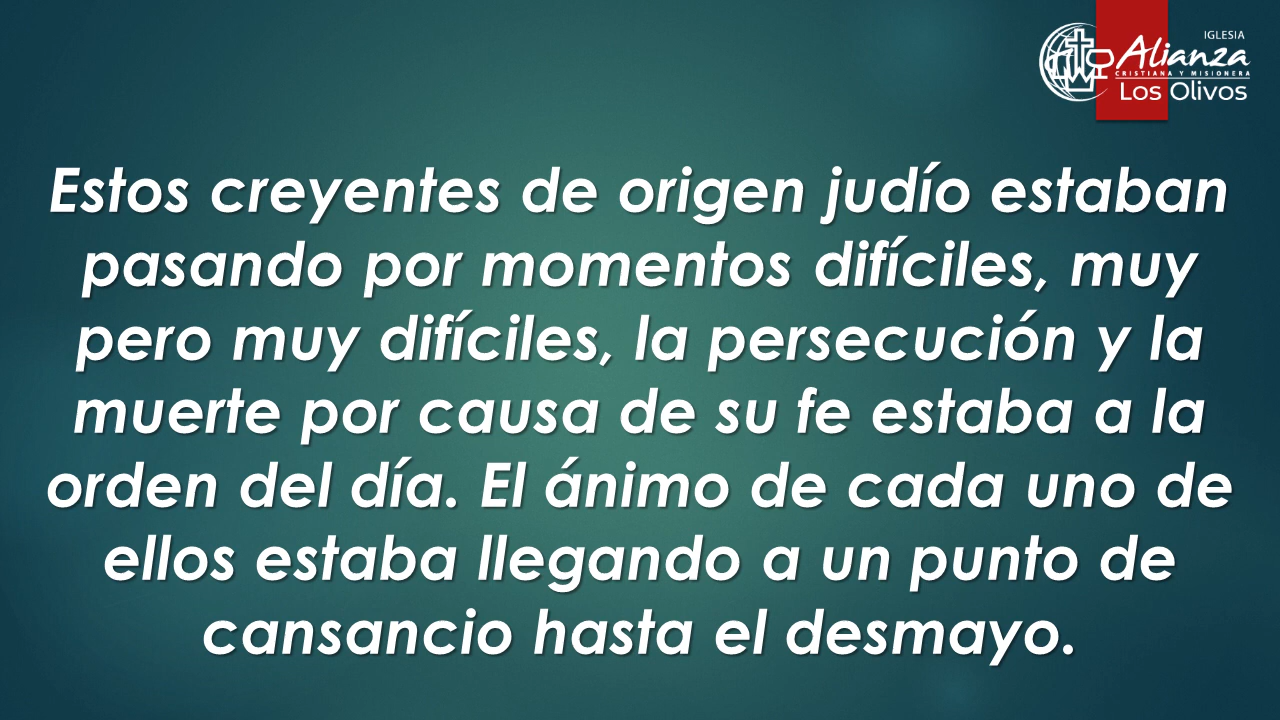 IGLESIA
Alianza
CRISTIANA Y MISIONERA
Los Olivos
Estos creyentes de origen judío estaban
pasando por momentos difíciles, muy
pero muy difíciles, la persecución y la
muerte por causa de su fe estaba a la
orden del día. El ánimo de cada uno de
ellos estaba llegando a un punto de
cansancio hasta el desmayo.